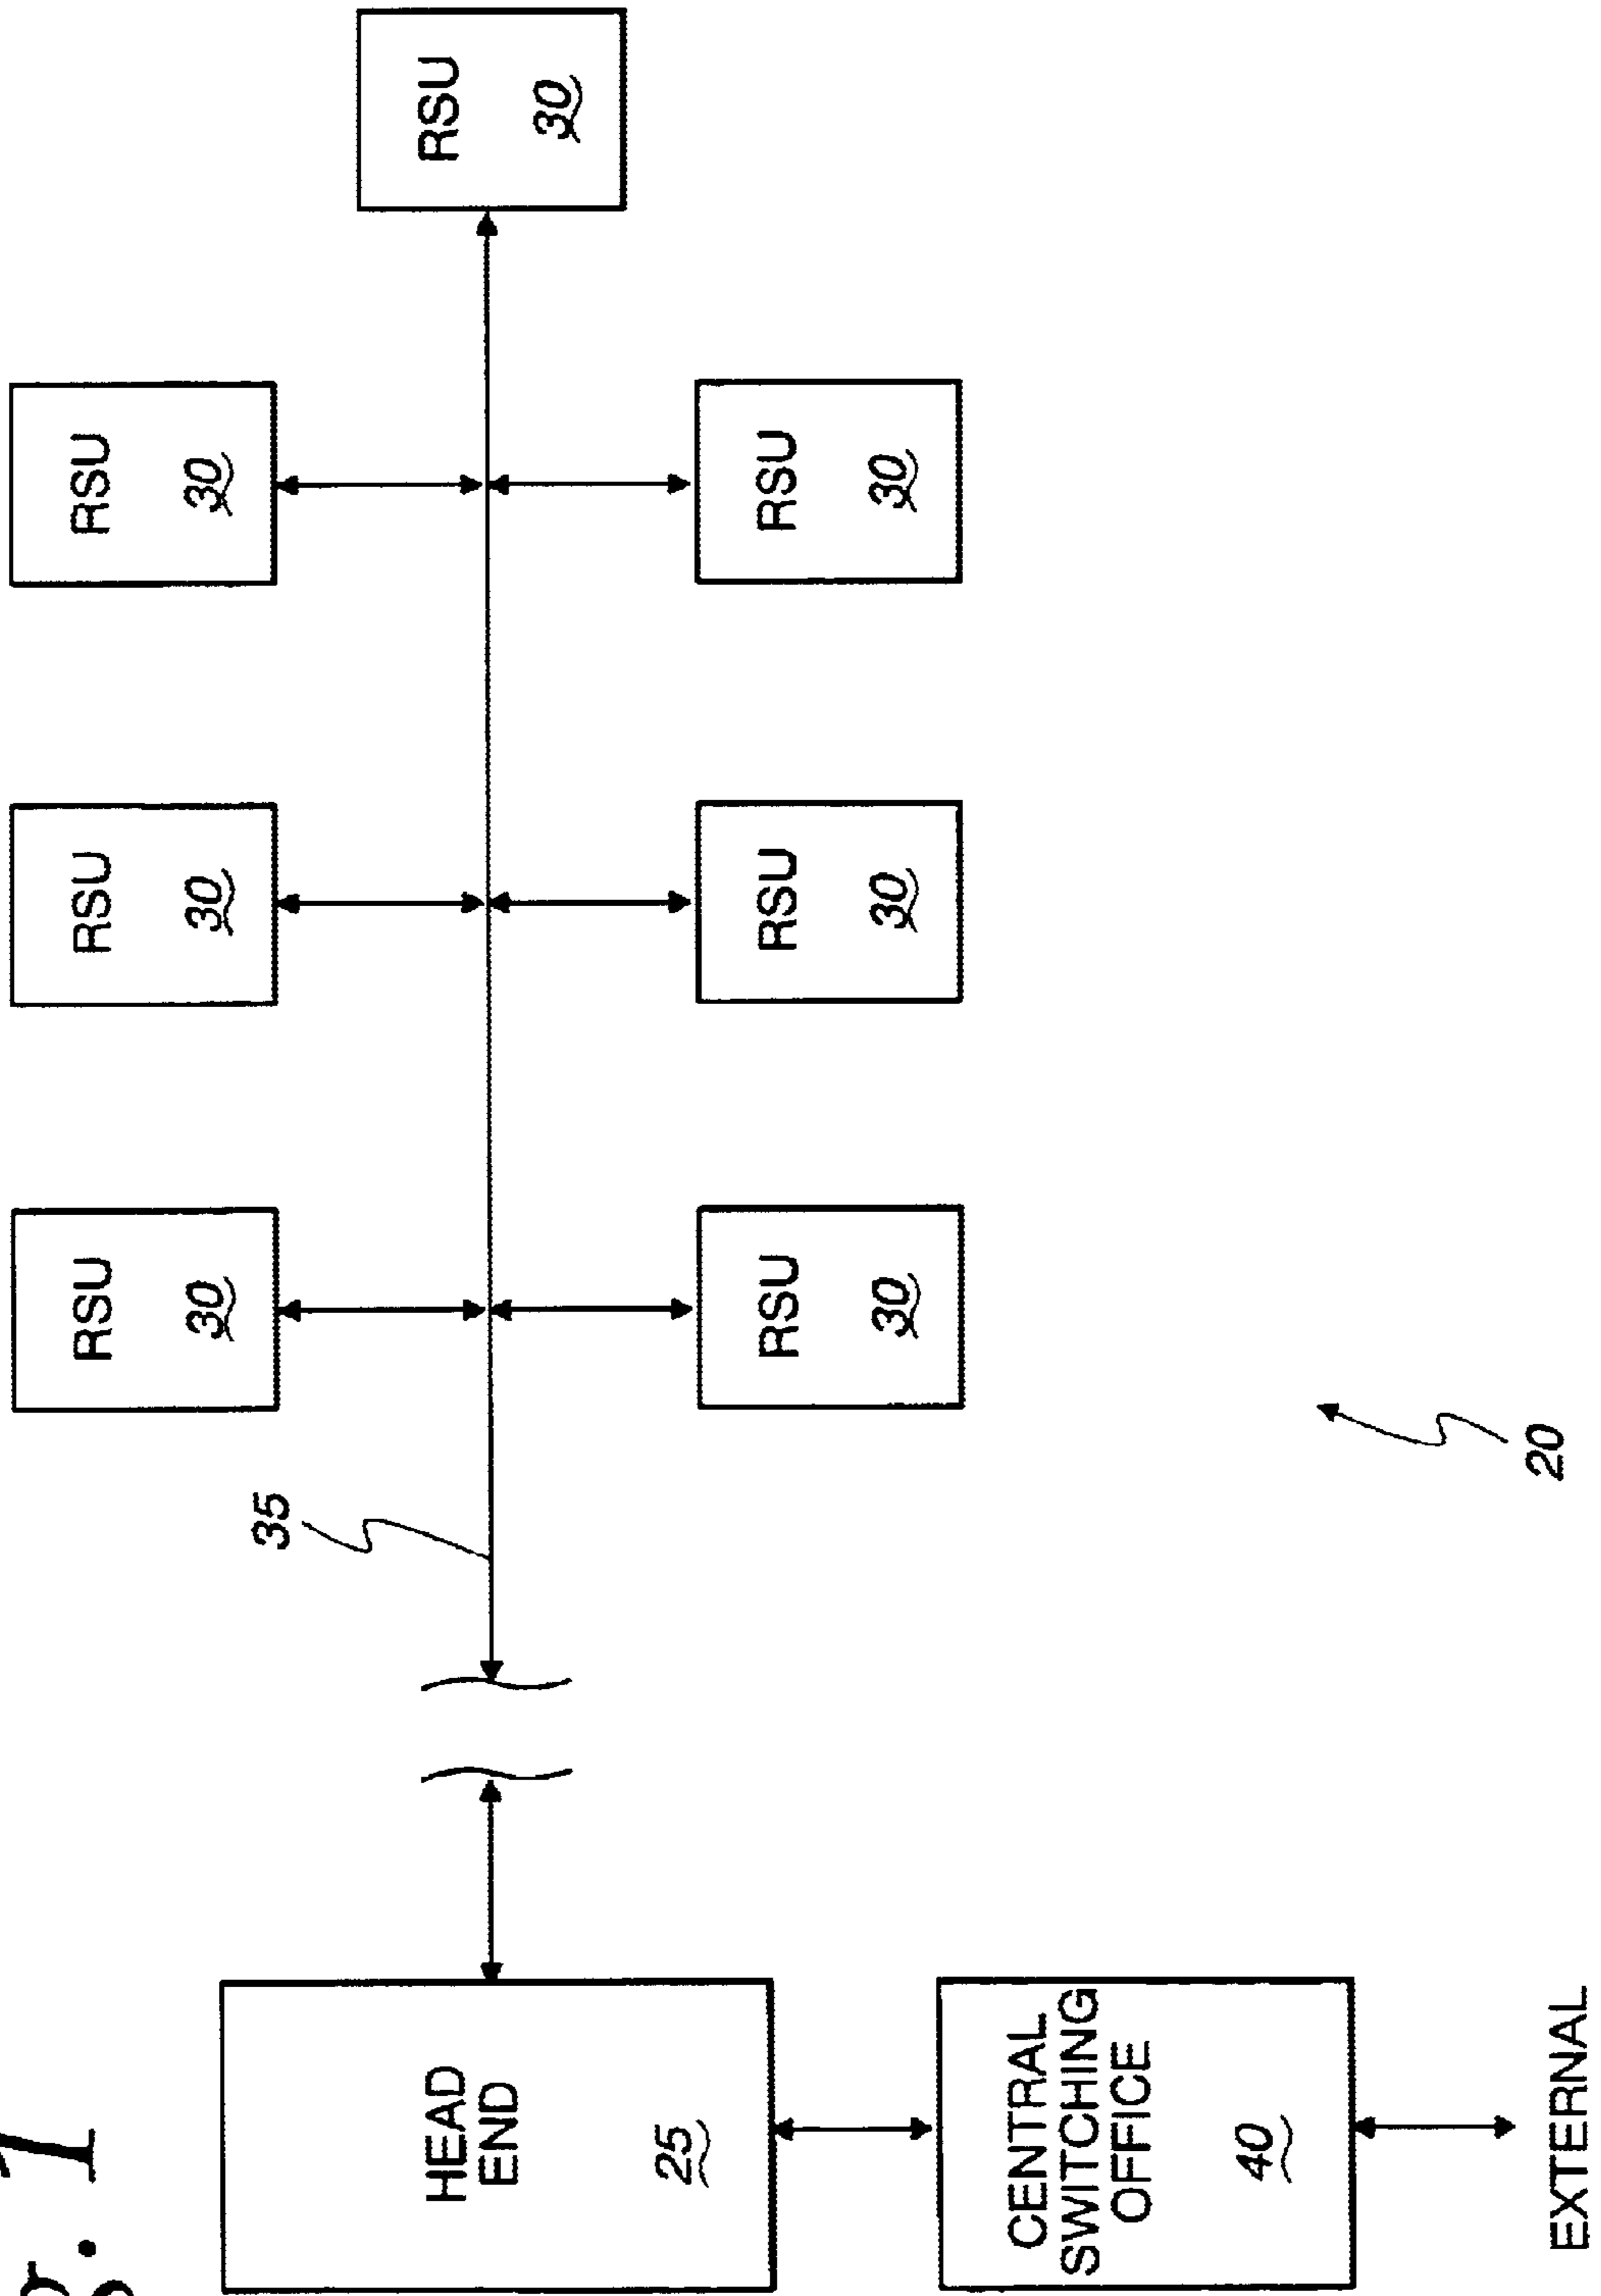 g. 1
RSU
30
RSU
30
RSU
30
RSU
30
35
HEAD
END
25
RSU
30
RSU
30
RSU
30
CENTRAL
SWITCHING
OFFICE
40
20
EXTERNAL